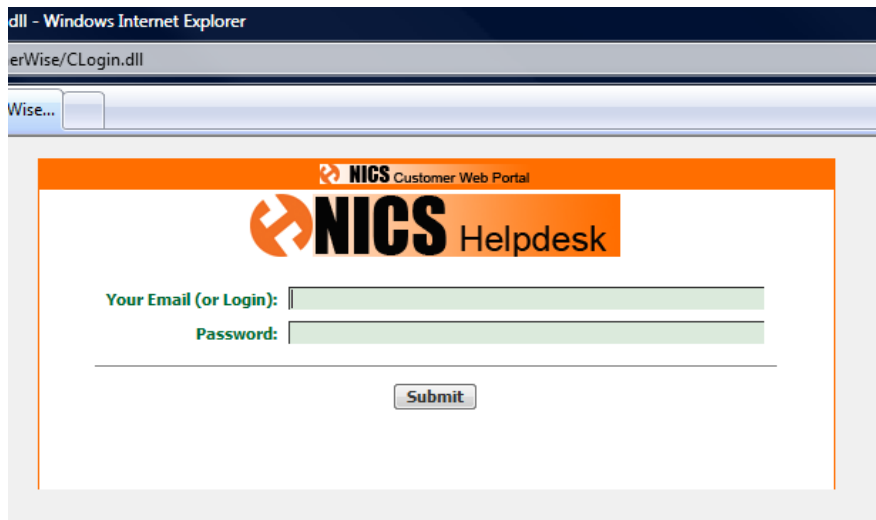 dll - Windows Internet Explorer
erWise/CLogin.dll
Wise...
NICS Customer Web Portal
NICS Helpdesk
Your Email (or Login):
Password:
Submit